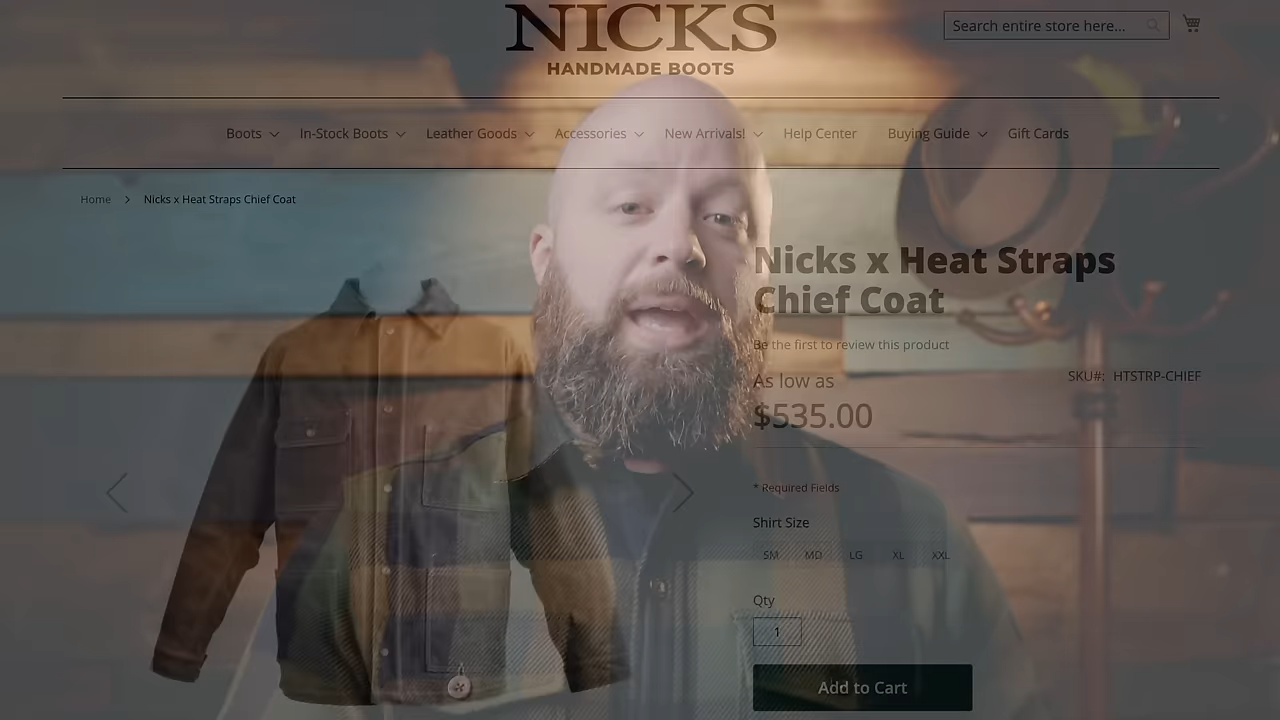 NICKS
HANDMADE BOOTS
Search entire store here...
Boots
In-Stock Boots
Leather Goods
Accessories
New Arrivals!
Help Center
Buying Guide
Gift Cards
Home
Nicks x Heat Straps Chief Coat
Nicks x Heat Straps
Chief Coat
Be the first to review this product
As low as
SKU#: HTSTRP-CHIEF
$535.00
* Required Fields
Shirt Size
SM MD LG XL XXL
Qty
1
Add to Cart